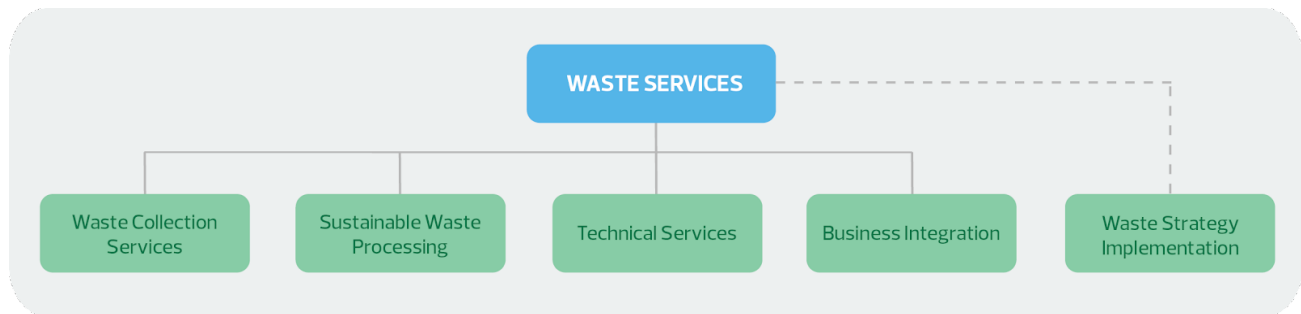 WASTE SERVICES
Waste Collection
Services
Sustainable Waste
Processing
Technical Services
Business Integration
Waste Strategy
Implementation